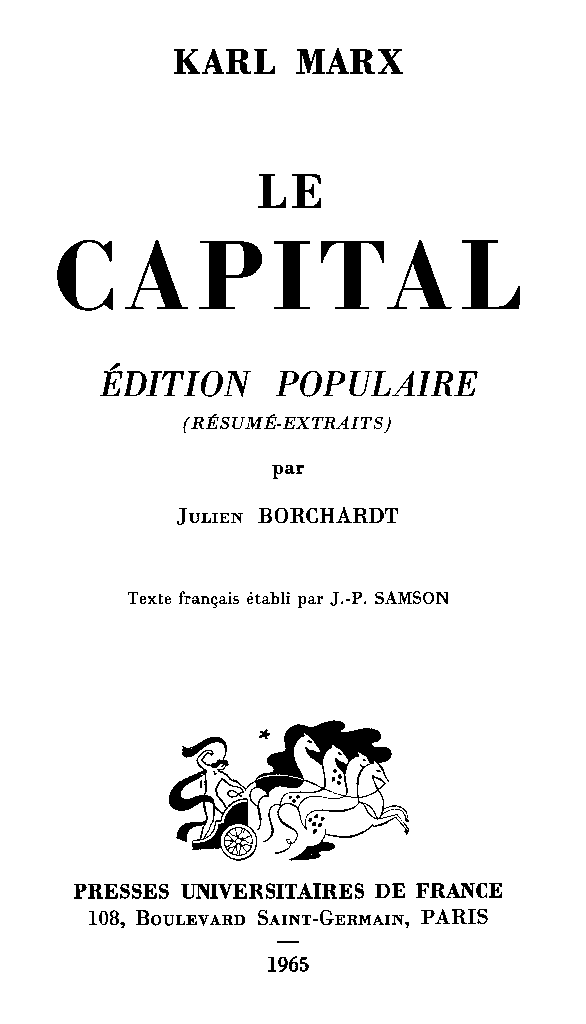 KARL MARX
LE
CAPITAL
ÉDITION POPULAIRE
(RÉSUMÉ-EXTRAITS)
par
JULIEN BORCHARDT
Texte français établi par J.-P. SAMSON
PRESSES UNIVERSITAIRES DE FRANCE
108, BOULEVARD SAINT-GERMAIN, PARIS
—
1965